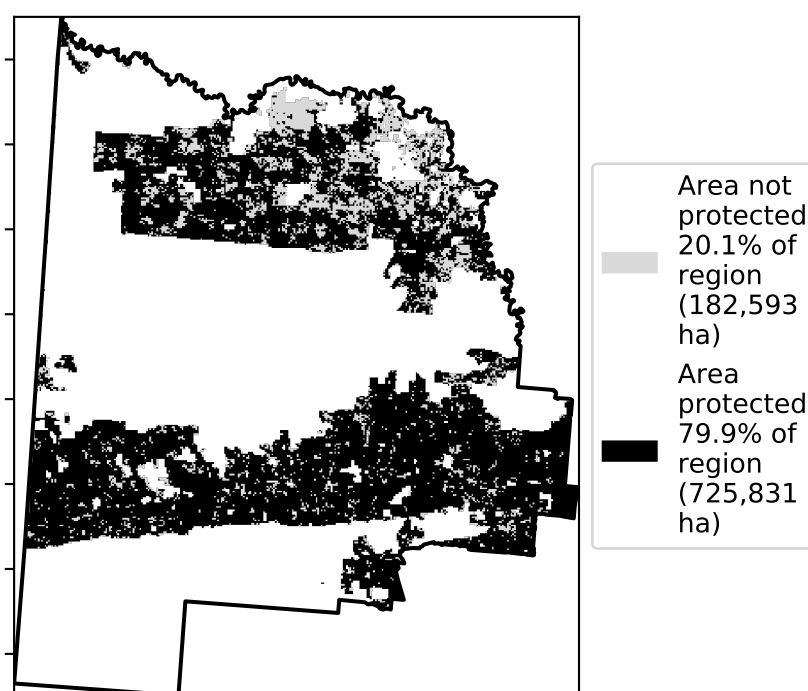 Area not
protected
20.1% of
region
(182,593
ha)
Area
protected
79.9% of
region
(725,831
ha)